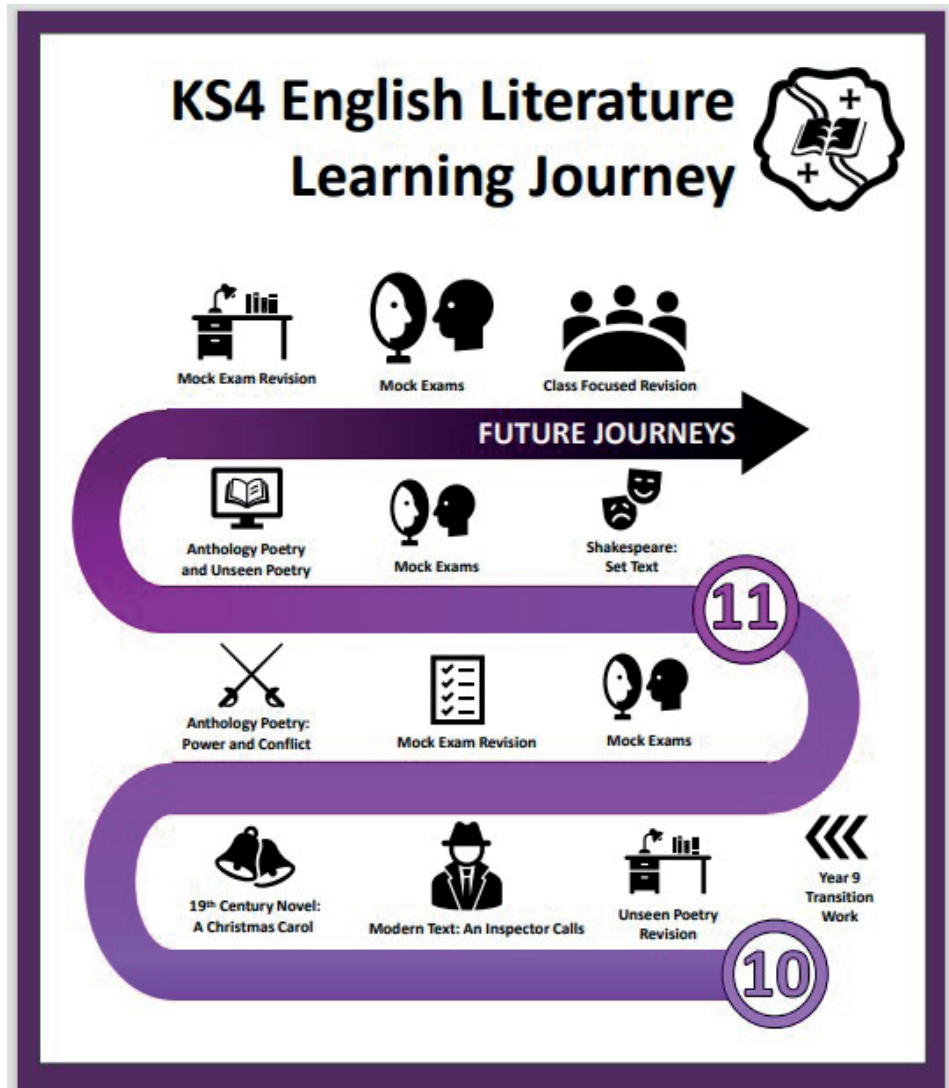 KS4 English Literature
Learning Journey
Mock Exam Revision
Mock Exams
Class Focused Revision
FUTURE JOURNEYS
Anthology Poetry
and Unseen Poetry
Mock Exams
Shakespeare:
Set Text
11
Anthology Poetry:
Power and Conflict
Mock Exam Revision
Mock Exams
19th Century Novel:
A Christmas Carol
Modern Text: An Inspector Calls
Unseen Poetry
Revision
Year 9
Transition
Work
10